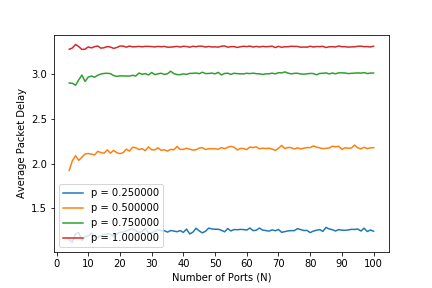 Average Packet Delay
3.0
2.5
2.0
1.5
p = 0.250000
p = 0.500000
p = 0.750000
p = 1.000000
0 10 20 30 40 50 60 70 80 90 100
Number of Ports (N)